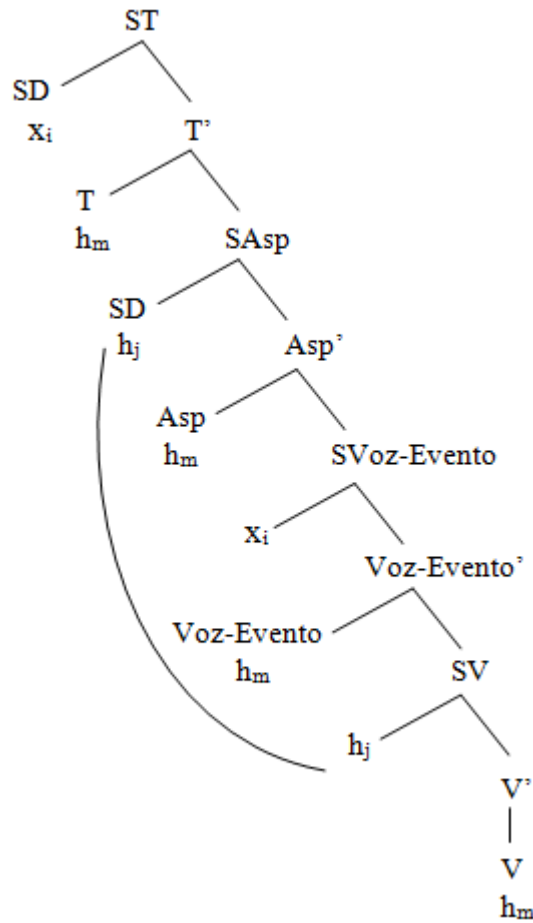 ST
SD
xi
T’
T
hm
SAsp
SD
hj
Asp’
Asp
hm
SVoz-Evento
xi
Voz-Evento’
Voz-Evento
hm
SV
hj
V’
V
hm